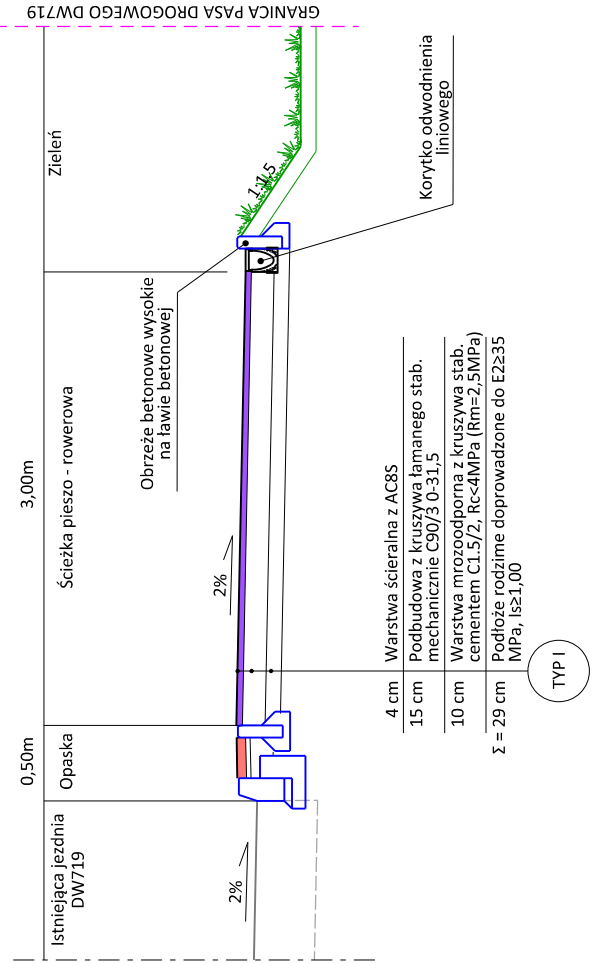 GRANICA PASA DROGOWEGO DW719
0,50m
3,00m
Istniejąca jezdnia
DW719
Opaska
Ścieżka pieszo - rowerowa
Zieleń
Obrzeże betonowe wysokie
na ławie betonowej
2%
2%
1:1,5
Korytko odwodnienia
liniowego
4 cm Warstwa ścieralna z AC8S
15 cm Podbudowa z kruszywa łamanego stab.
mechanicznie C90/3 0-31,5
10 cm Warstwa mrozoodporna z kruszywa stab.
cementem C1.5/2, Rc<4MPa (Rm=2,5MPa)
Σ = 29 cm Podłoże rodzime doprowadzone do E2≥35
MPa, Is≥1,00
TYP I